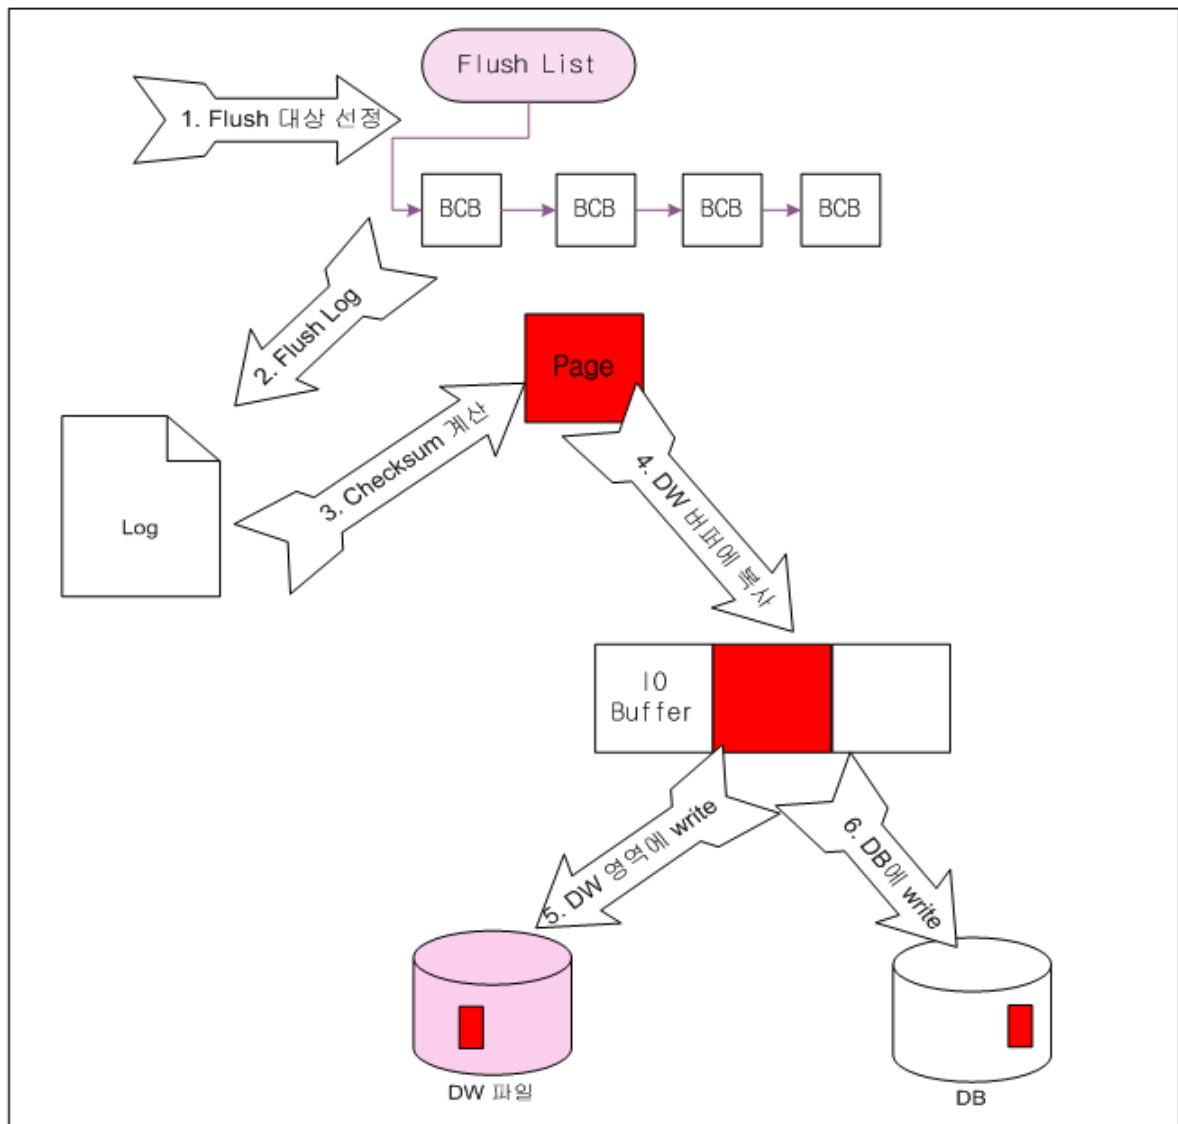 Flush List
1. Flush 대상 선정
BCB
BCB
BCB
BCB
2. Flush Log
Page
3. Checksum 계산
Log
4. DW 버퍼에 복사
IO
Buffer
5. DW 영역에 write
6. DB에 write
DW 파일
DB